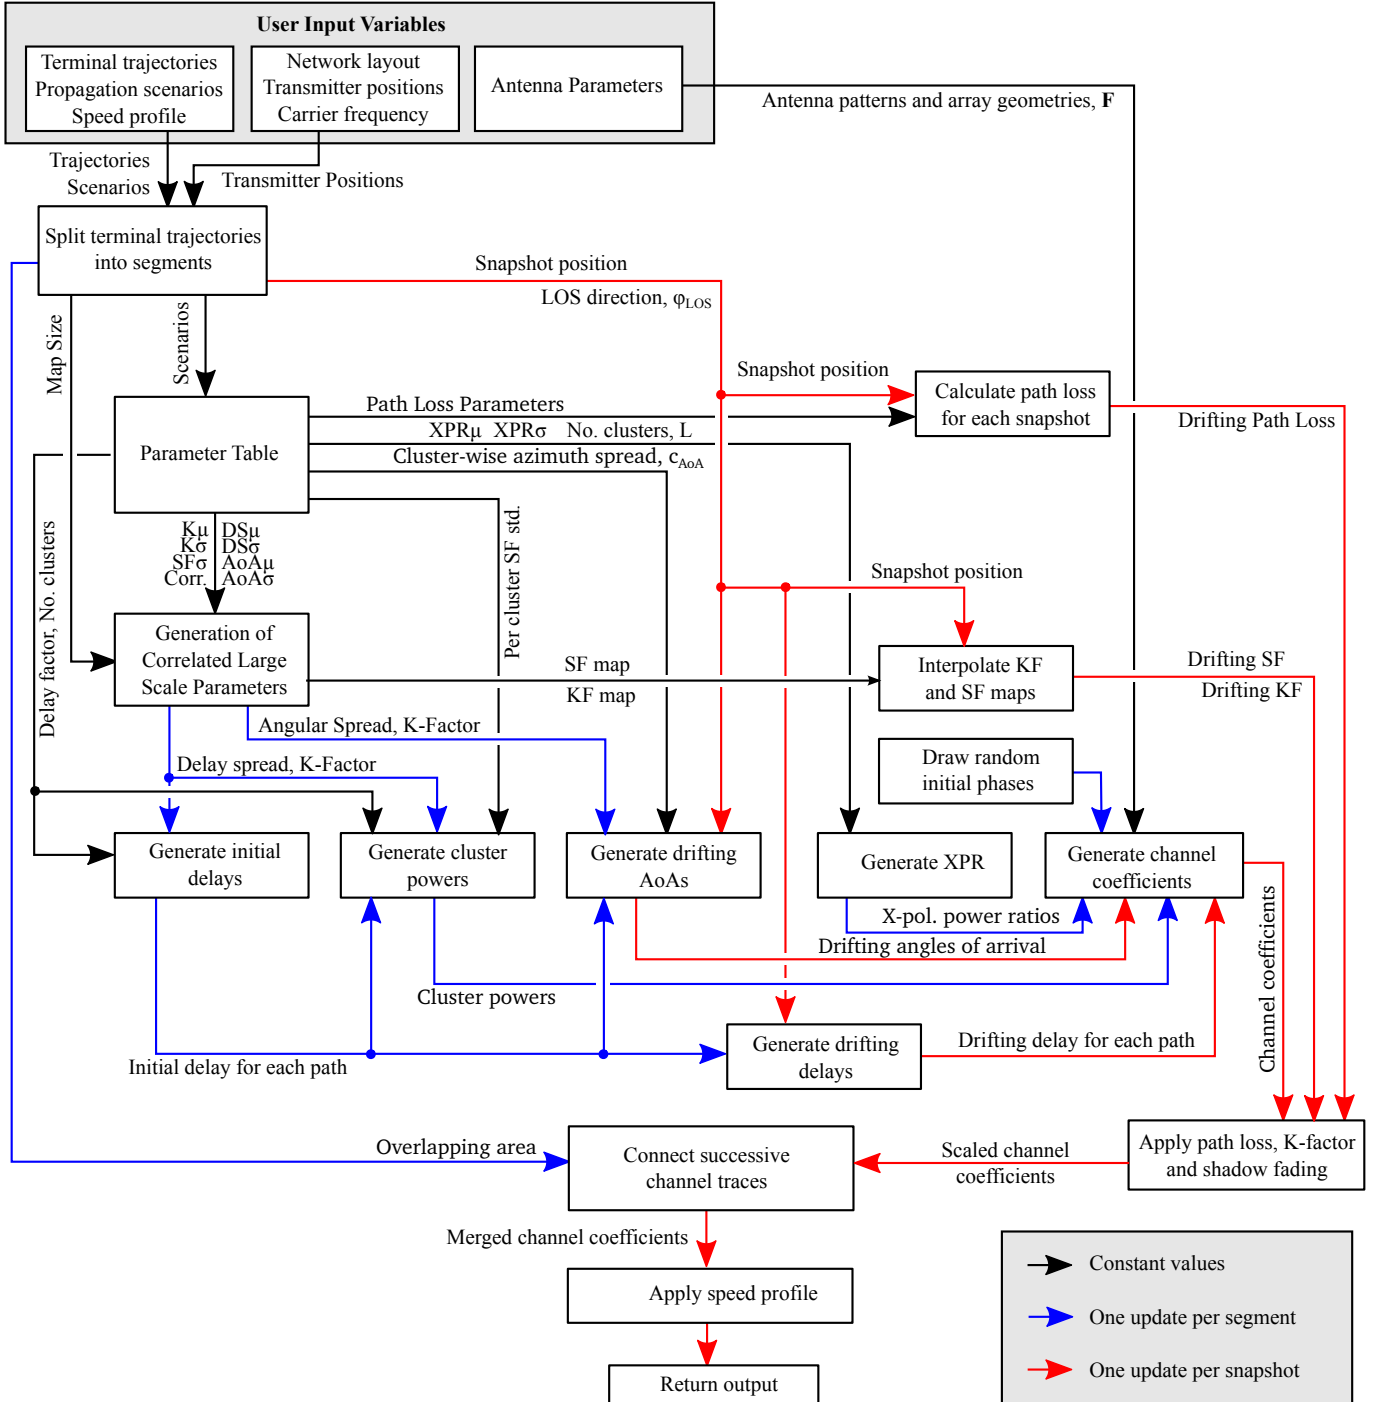 User Input Variables
Terminal trajectories
Propagation scenarios
Speed profile
Network layout
Transmitter positions
Carrier frequency
Antenna Parameters
Antenna patterns and array geometries, F
Trajectories
Scenarios
Transmitter Positions
Split terminal trajectories
into segments
Snapshot position
LOS direction, φLOS
Map Size
Scenarios
Snapshot position
Calculate path loss
for each snapshot
Drifting Path Loss
Path Loss Parameters
XPRμ XPRσ No. clusters, L
Cluster-wise azimuth spread, cAoA
Parameter Table
Kμ DSμ
Kσ DSσ
SFσ AoAμ
Corr. AoAσ
Per cluster SF std.
Delay factor, No. clusters
Snapshot position
Generation of
Correlated Large
Scale Parameters
SF map
KF map
Interpolate KF
and SF maps
Drifting SF
Drifting KF
Angular Spread, K-Factor
Delay spread, K-Factor
Draw random
initial phases
Generate initial
delays
Generate cluster
powers
Generate drifting
AoAs
Generate XPR
Generate channel
coefficients
X-pol. power ratios
Drifting angles of arrival
Cluster powers
Channel coefficients
Initial delay for each path
Generate drifting
delays
Drifting delay for each path
Overlapping area
Connect successive
channel traces
Scaled channel
coefficients
Apply path loss, K-factor
and shadow fading
Merged channel coefficients
Apply speed profile
Return output
Constant values
One update per segment
One update per snapshot